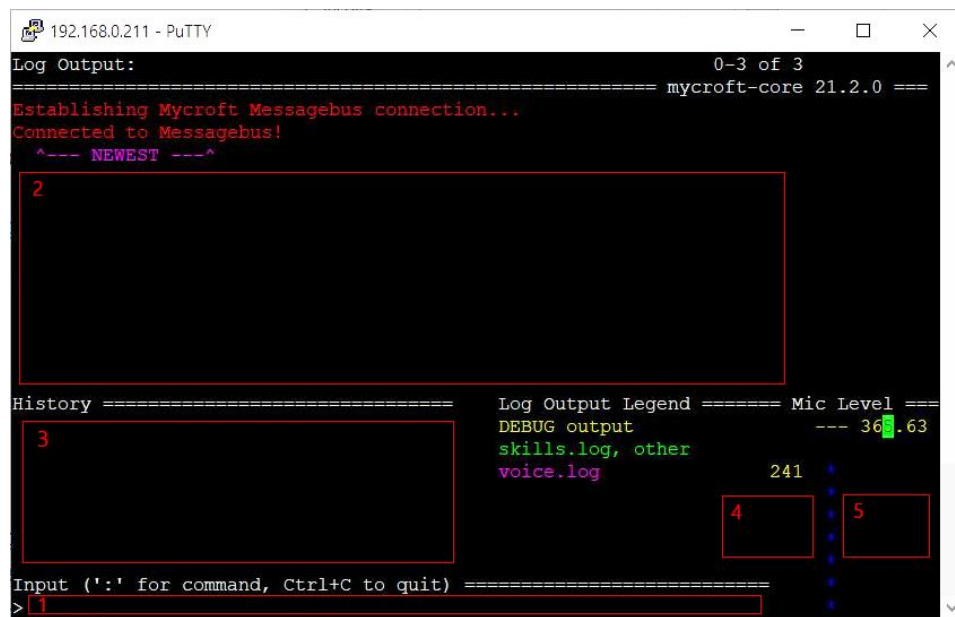 192.168.0.211 - PuTTY
Log Output: 0-3 of 3
========================================================= mycroft-core 21.2.0 ===
Establishing Mycroft Messagebus connection...
Connected to Messagebus!
^--- NEWEST ---^
2
History =============================== Log Output Legend ======= Mic Level ===
3 DEBUG output --- 365.63
skills.log, other
voice.log 241 *
*
4 * 5
*
Input (':' for command, Ctrl+C to quit) =========================== *
>1 *